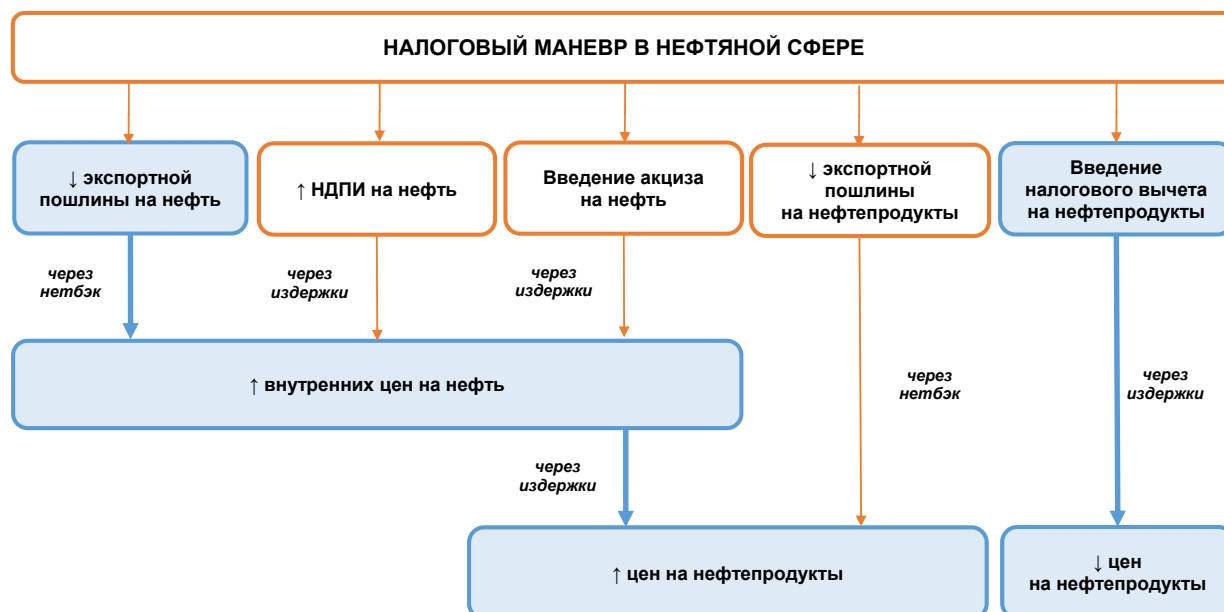 НАЛОГОВЫЙ МАНЕВР В НЕФТЯНОЙ СФЕРЕ
↓ экспортной
пошлины на нефть
↑ НДПИ на нефть
Введение акциза
на нефть
↓ экспортной
пошлины
на нефтепродукты
Введение
налогового вычета
на нефтепродукты
через
нетбэк
через
издержки
через
издержки
↑ внутренних цен на нефть
через
нетбэк
через
издержки
через
издержки
↑ цен на нефтепродукты
↓ цен
на нефтепродукты